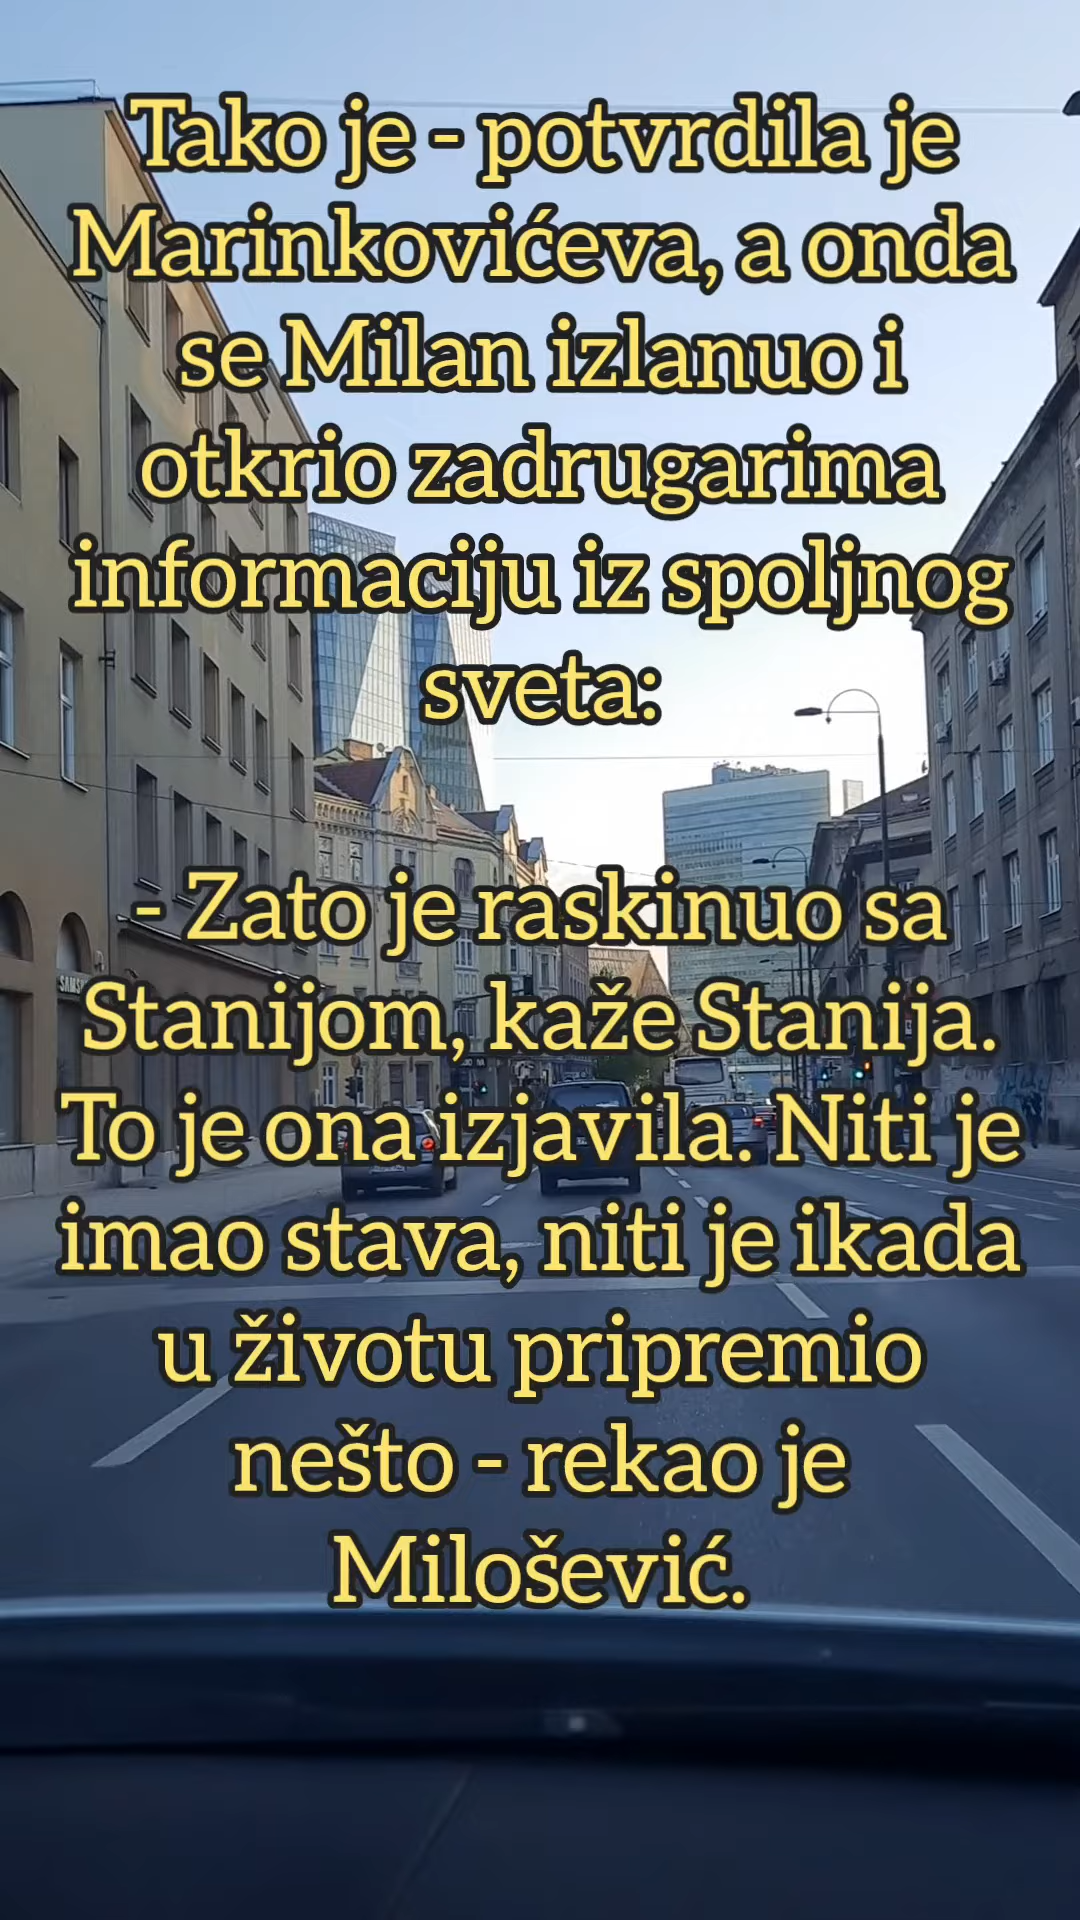 Tako je - potvrdila je
Marinkovićeva, a onda
se Milan izlanuo i
otkrio zadrugarima
informaciju iz spoljnog
sveta:
- Zato je raskinuo sa
Stanijom, kaže Stanija.
To je ona izjavila. Niti je
imao stava, niti je ikada
u životu pripremio
nešto - rekao je
Milošević.